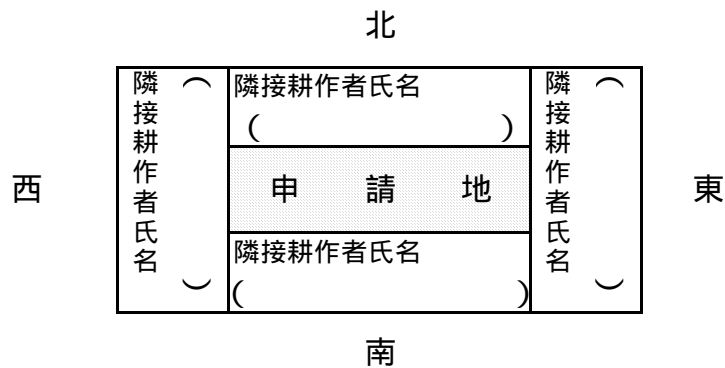 北
隣接耕作者氏名
(　　　　　　　　)
隣接耕作者氏名
(　　　　　　　　)
西
申　請　地
東
隣接耕作者氏名
(　　　　　　　　)
隣接耕作者氏名
(　　　　　　　　)
南